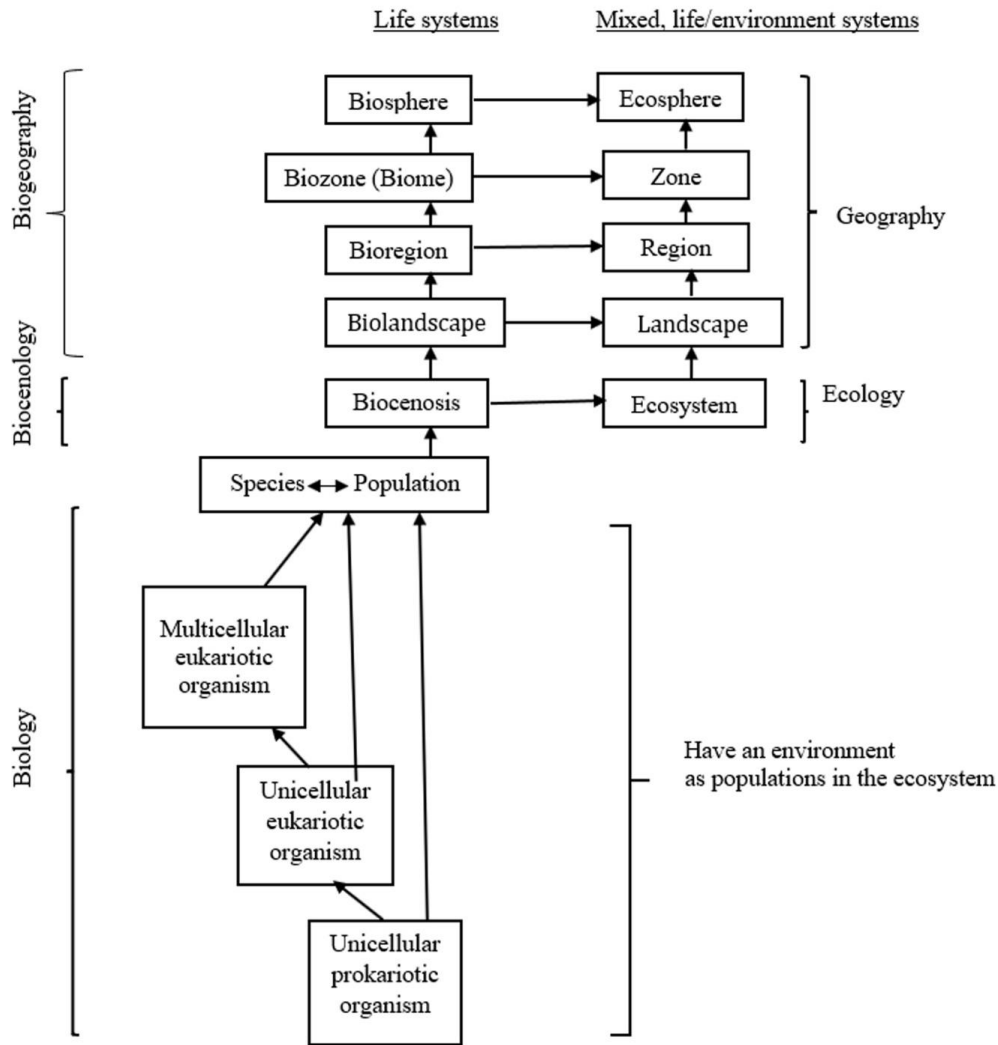 Life systems
Mixed, life/environment systems
Biogeography
Biosphere
Ecosphere
Biozone (Biome)
Zone
Geography
Bioregion
Region
Biolandscape
Landscape
Biocenology
Biocenosis
Ecosystem
Ecology
Species
Population
Biology
Multicellular
eukariotic
organism
Unicellular
eukariotic
organism
Unicellular
prokariotic
organism
Have an environment
as populations in the ecosystem